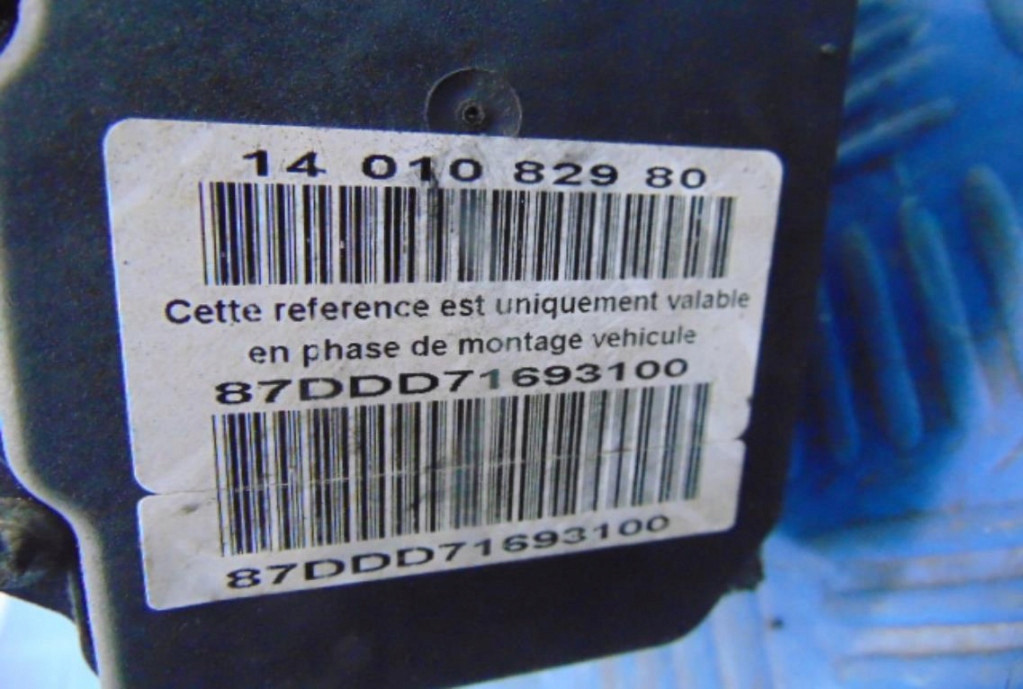 14 010 829 80
Cette reference est uniquement valable
en phase de montage vehicule
87DDD71693100
87DDD71693100